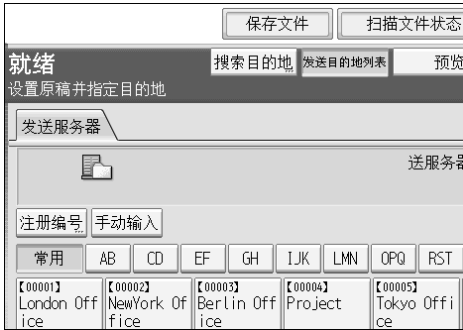 保存文件 扫描文件状态
就绪 搜索目的地 发送目的地列表 预览
设置原稿并指定目的地
发送服务器
送服务器
注册编号 手动输入
常用 AB CD EF GH IJK LMN OPQ RST
【00001】 【00002】 【00003】 【00004】 【00005】
London Off NewYork Of Berlin Off Project Tokyo Offi
ice ffice ice ce